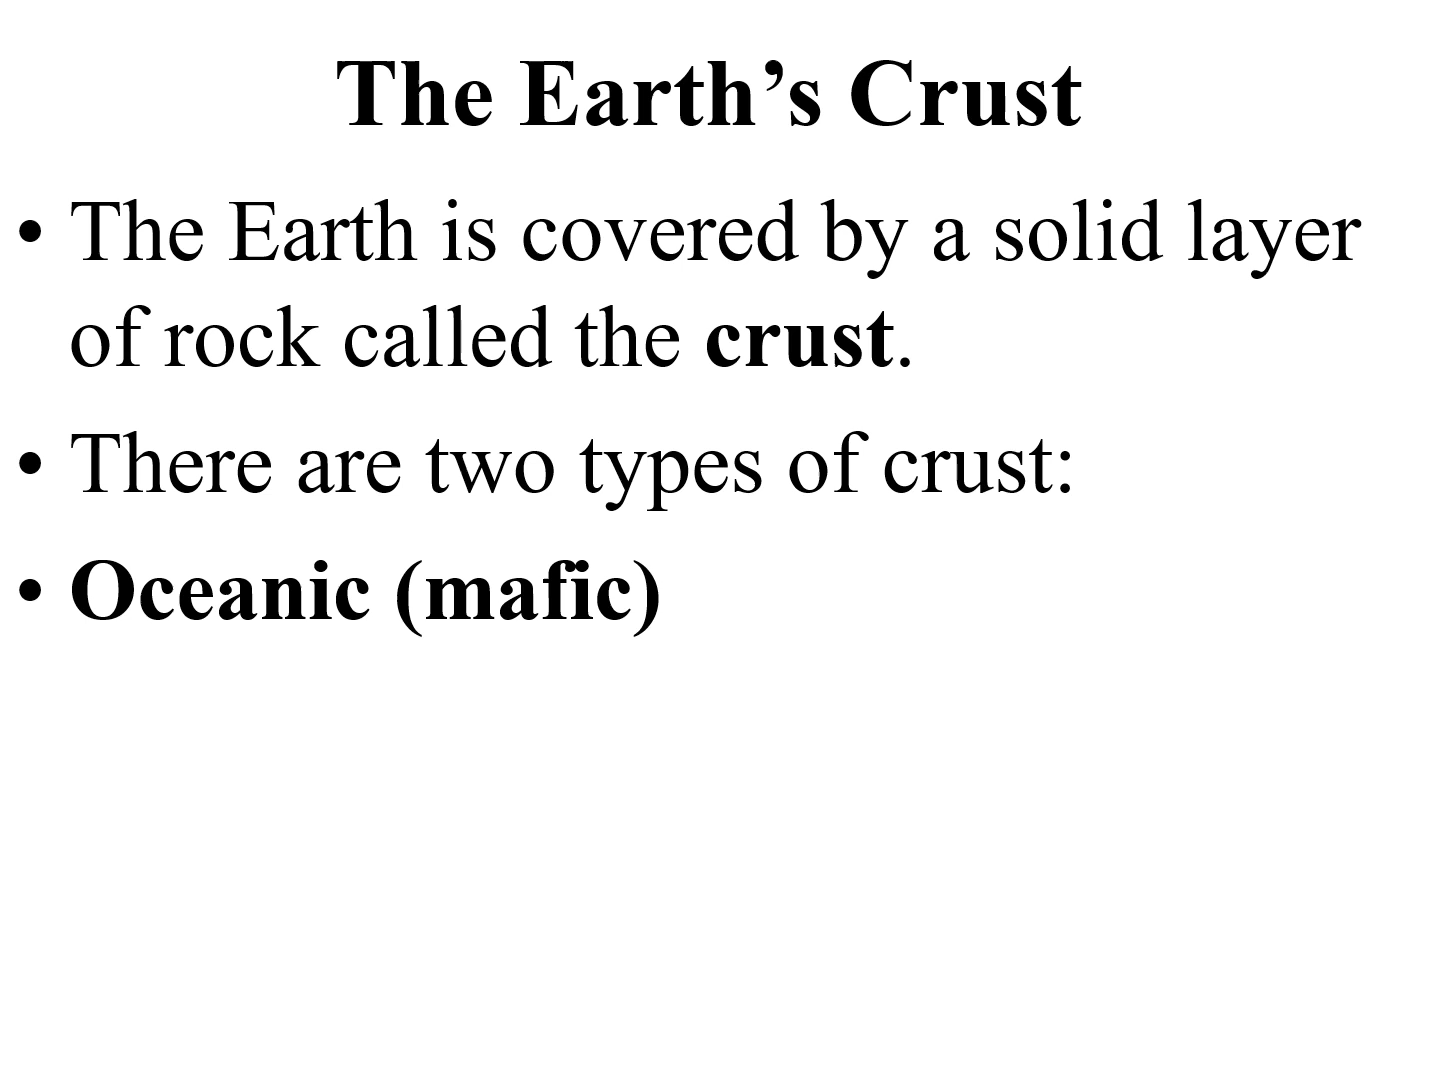 The Earth’s Crust
• The Earth is covered by a solid layer
of rock called the crust.
• There are two types of crust:
• Oceanic (mafic)